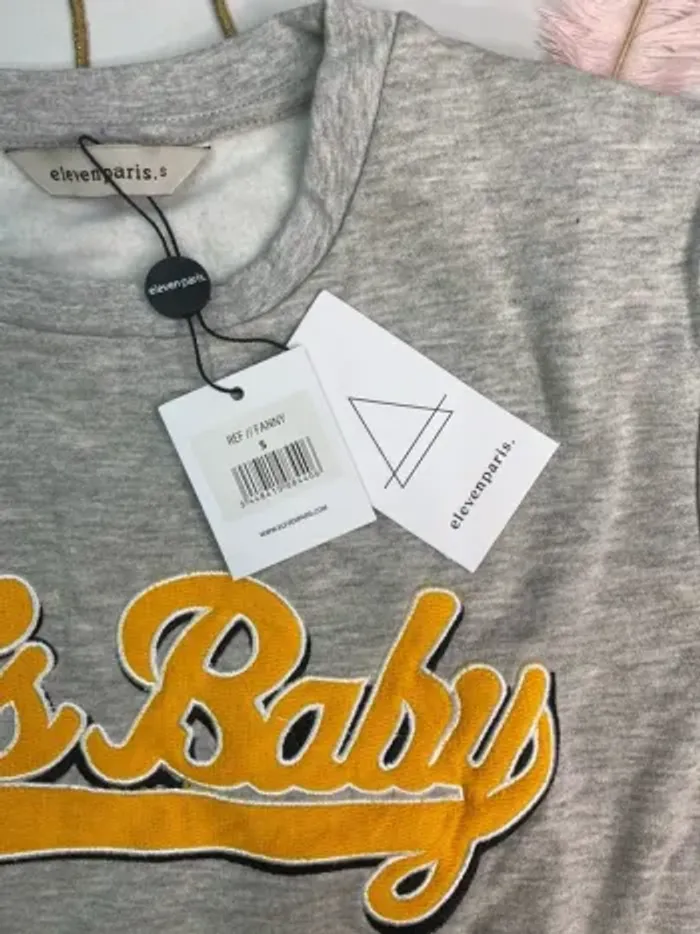 elevenparis. s
elevenparis.
REF // FANNY
S
elevenparis.
s Baby